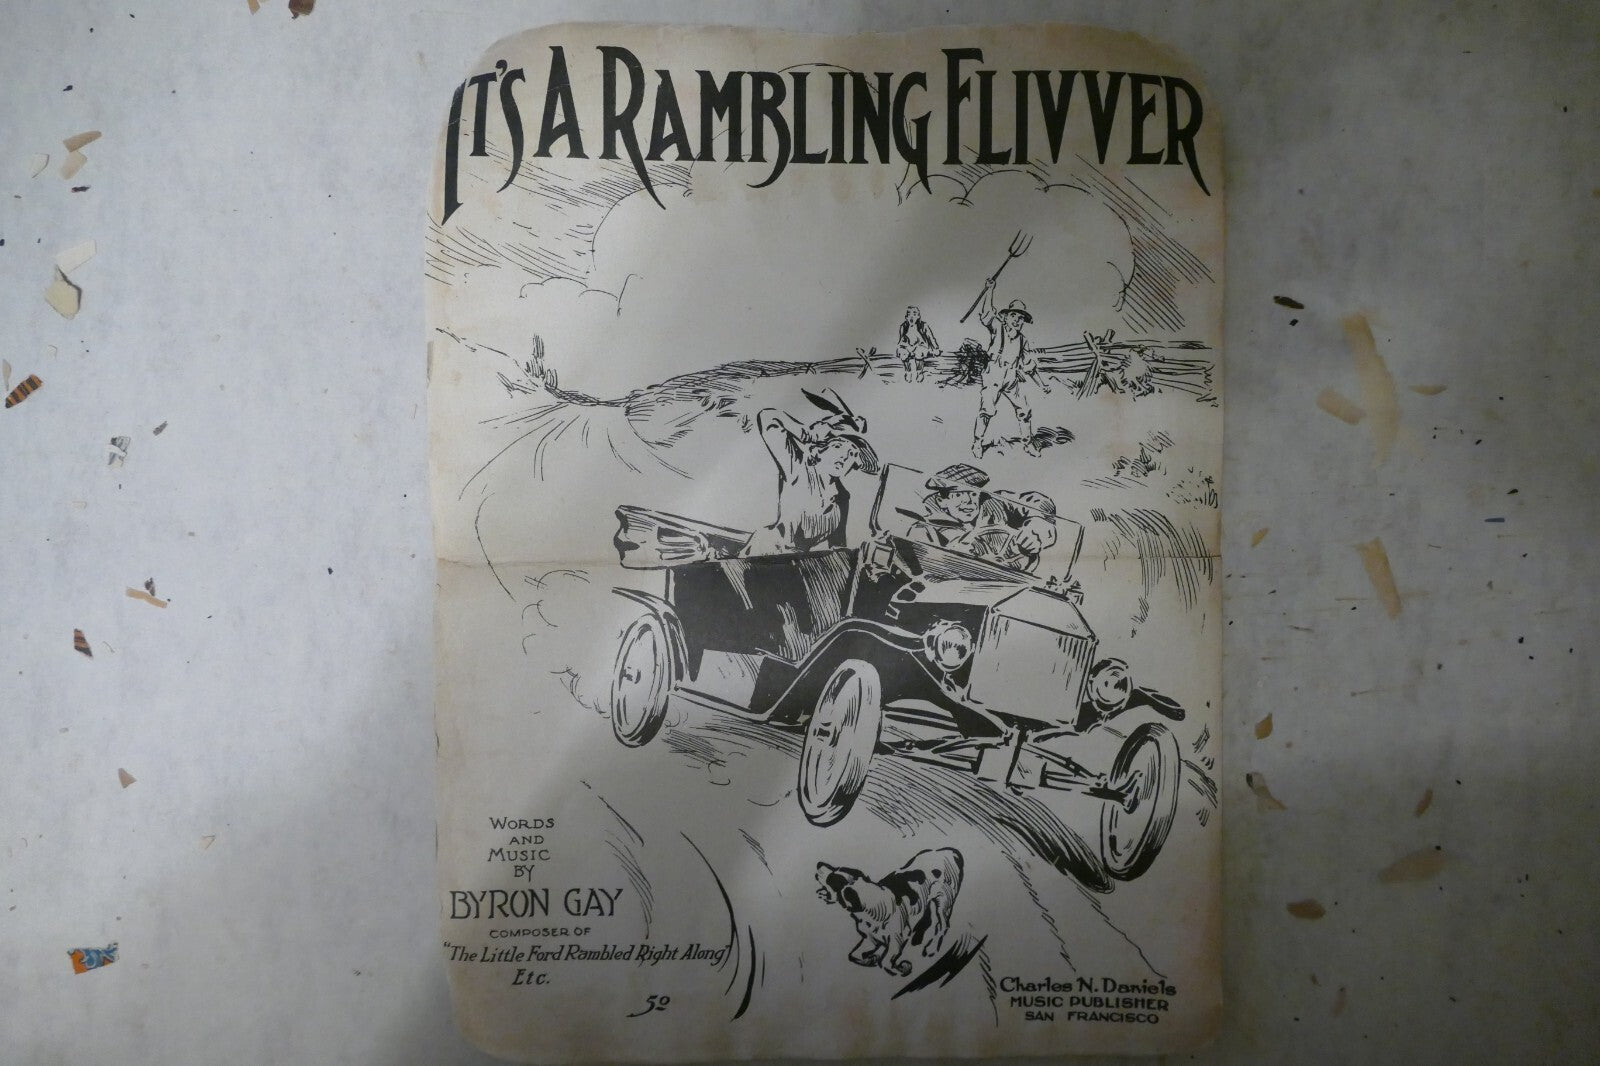 IT'S A RAMBLING FLIVVER
WORDS
AND
MUSIC
BY
BYRON GAY
COMPOSER OF
"The Little Ford Rambled Right Along"
Etc.
50
Charles N. Daniels
MUSIC PUBLISHER
SAN FRANCISCO